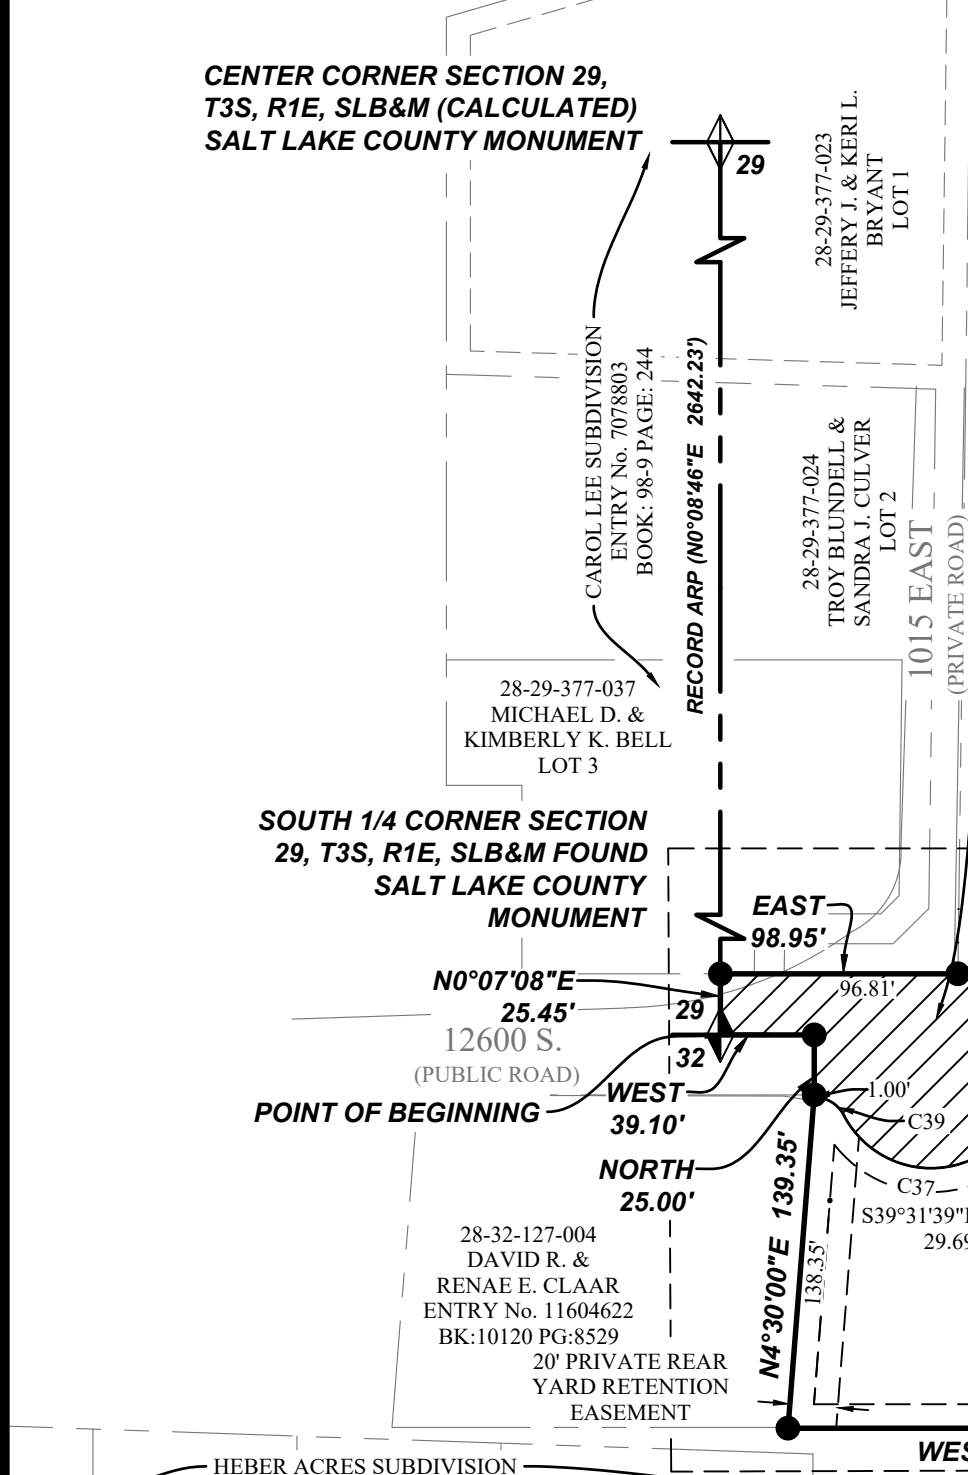 CENTER CORNER SECTION 29,
T3S, R1E, SLB&M (CALCULATED)
SALT LAKE COUNTY MONUMENT
29
28-29-377-023
JEFFERY J. & KERI L.
BRYANT
LOT 1
CAROL LEE SUBDIVISION
ENTRY No. 7078803
BOOK: 98-9 PAGE: 244
RECORD ARP (N0°08'46"E 2642.23')
28-29-377-024
TROY BLUNDELL &
SANDRA J. CULVER
LOT 2
1015 EAST
(PRIVATE ROAD)
28-29-377-037
MICHAEL D. &
KIMBERLY K. BELL
LOT 3
SOUTH 1/4 CORNER SECTION
29, T3S, R1E, SLB&M FOUND
SALT LAKE COUNTY
MONUMENT
EAST
98.95'
96.81'
N0°07'08"E
25.45'
29
32
12600 S.
(PUBLIC ROAD)
POINT OF BEGINNING
WEST
39.10'
1.00'
C39
NORTH
25.00'
C37
S39°31'39"
29.69
N4°30'00"E 139.35'
138.35'
28-32-127-004
DAVID R. &
RENAE E. CLAAR
ENTRY No. 11604622
BK:10120 PG:8529
20' PRIVATE REAR
YARD RETENTION
EASEMENT
WES
HEBER ACRES SUBDIVISION